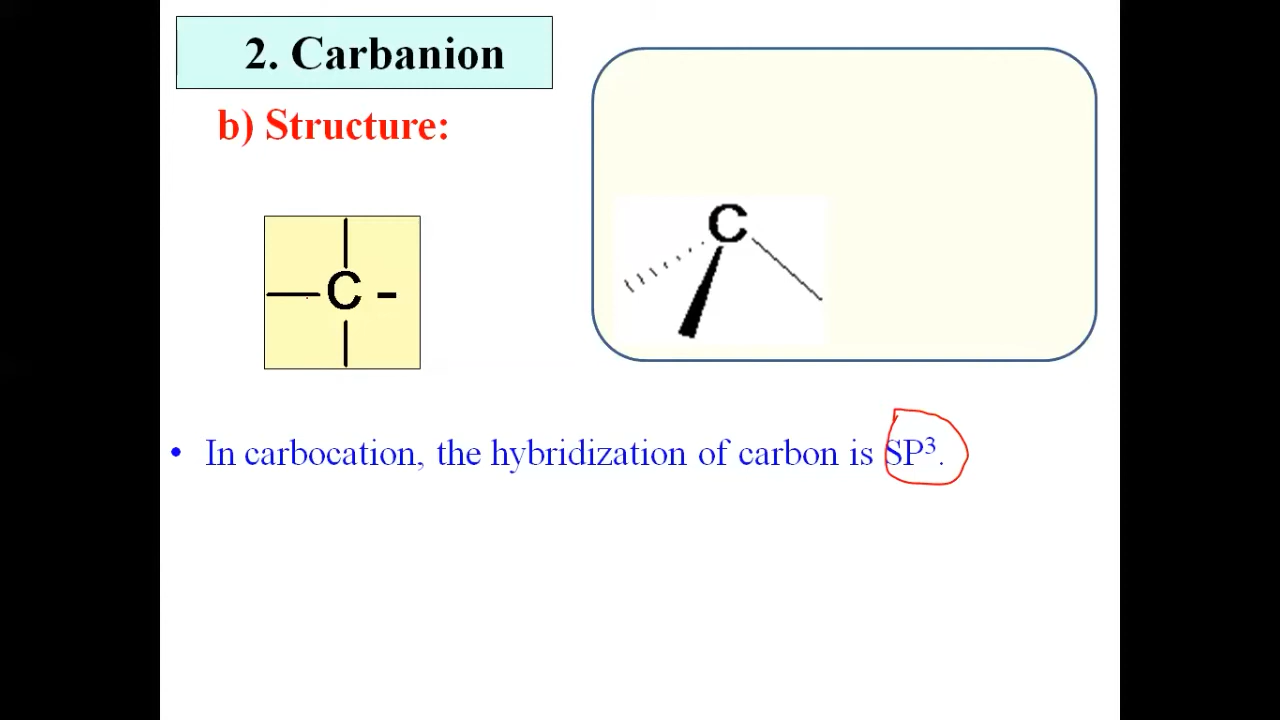 2. Carbanion
b) Structure:
C -
C
• In carbocation, the hybridization of carbon is SP³.